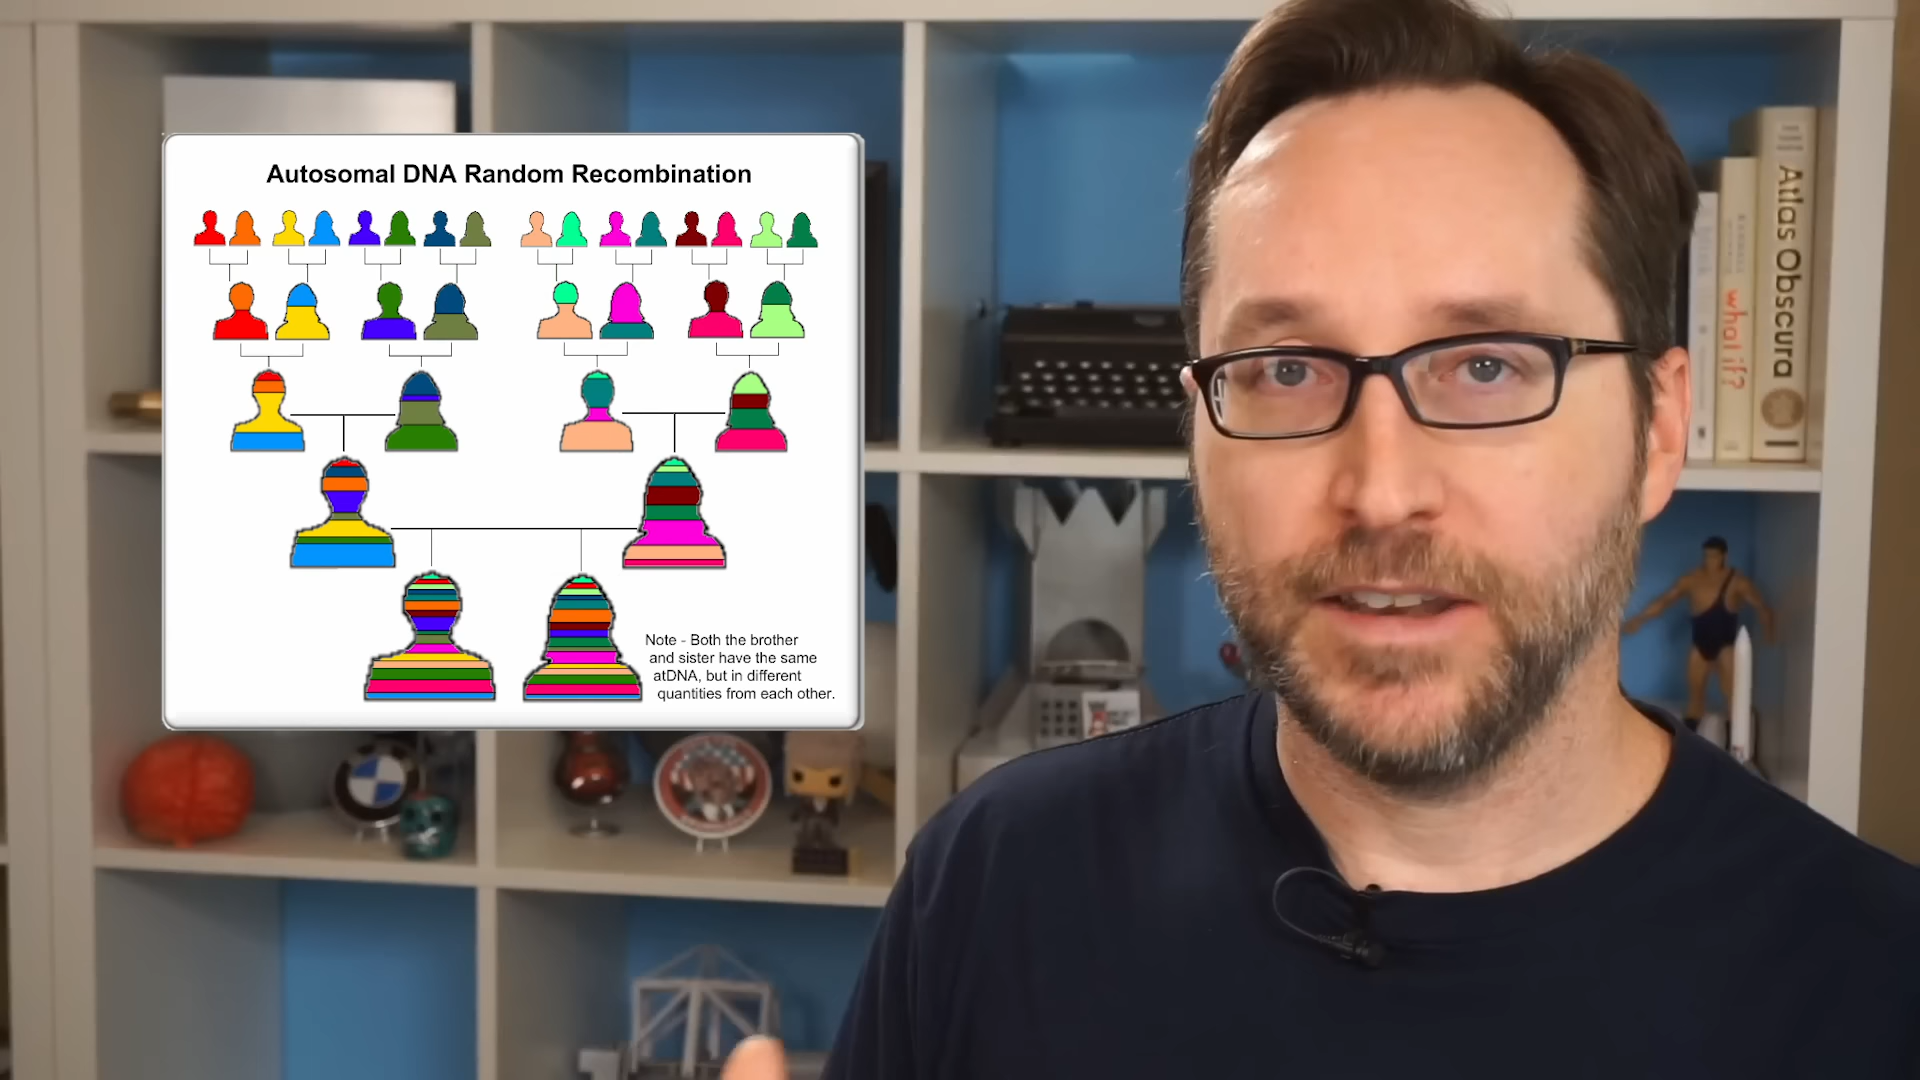 Autosomal DNA Random Recombination
Note - Both the brother
and sister have the same
atDNA, but in different
quantities from each other.
what if?
Atlas Obscura